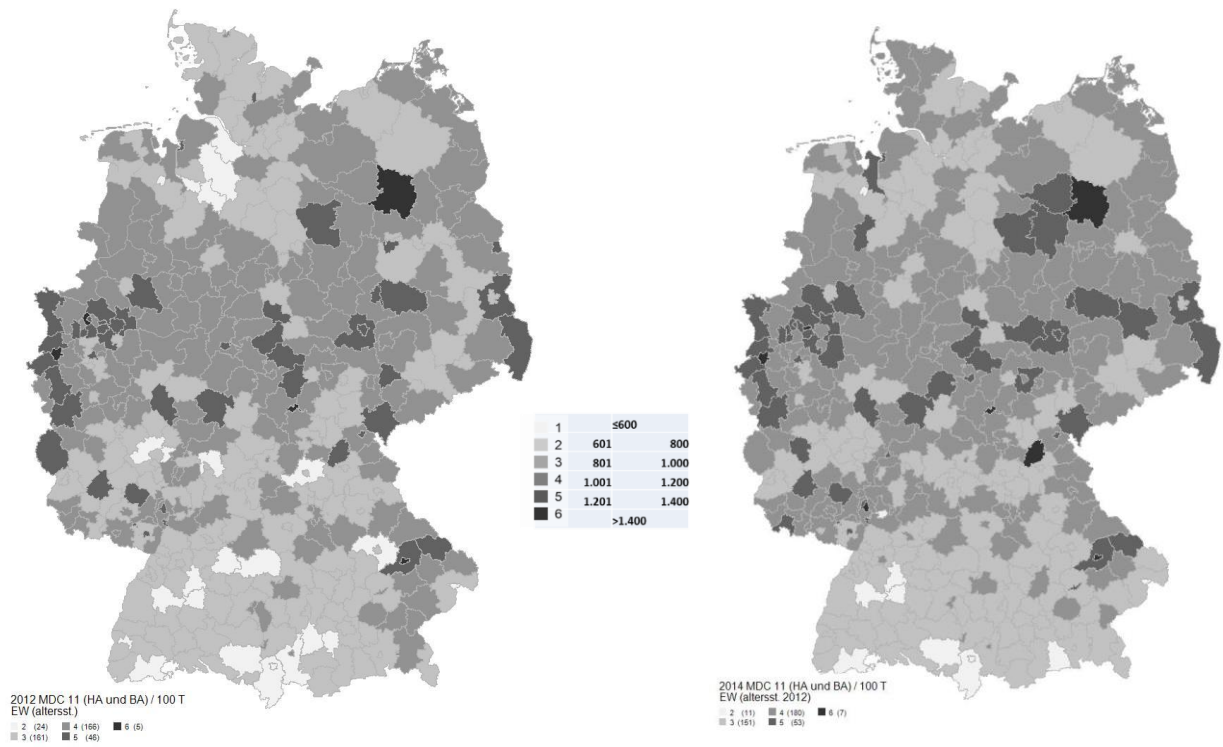 1 ≤600
2 601 800
3 801 1.000
4 1.001 1.200
5 1.201 1.400
6 >1.400
2012 MDC 11 (HA und BA) / 100 T
EW (altersst.)
2 (24) 4 (166) 6 (5)
3 (161) 5 (46)
2014 MDC 11 (HA und BA) / 100 T
EW (altersst. 2012)
2 (11) 4 (180) 6 (7)
3 (151) 5 (53)